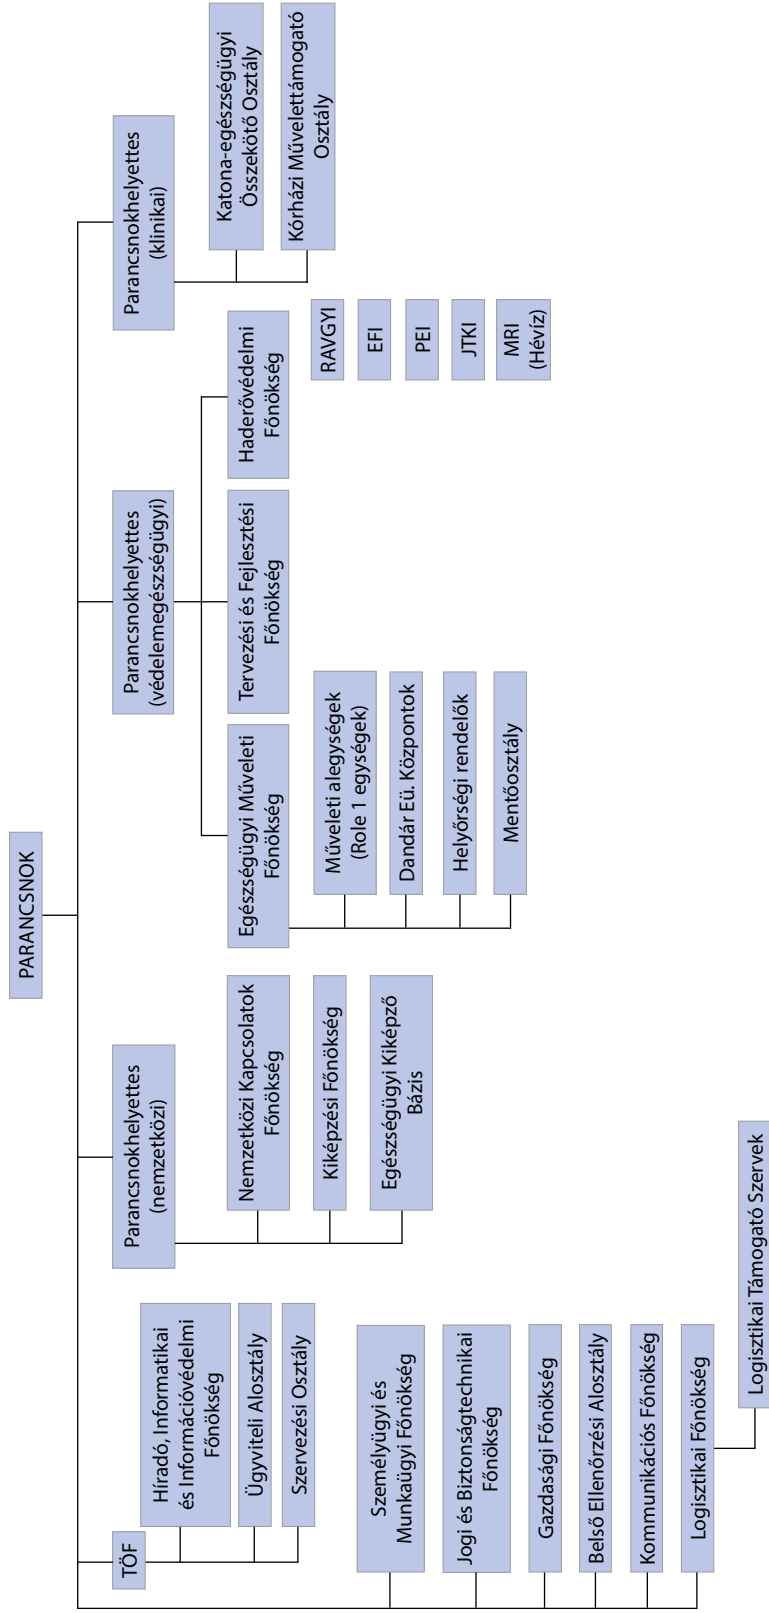 PARANCSNOK
TÖF
Híradó, Informatikai
és Információvédelmi
Főnökség
Ügyviteli Alosztály
Szervezési Osztály
Személyügyi és
Munkaügyi Főnökség
Jogi és Biztonságtechnikai
Főnökség
Gazdasági Főnökség
Belső Ellenőrzési Alosztály
Kommunikációs Főnökség
Logisztikai Főnökség
Logisztikai Támogató Szervek
Parancsnokhelyettes
(nemzetközi)
Nemzetközi Kapcsolatok
Főnökség
Kiképzési Főnökség
Egészségügyi Kiképző
Bázis
Parancsnokhelyettes
(védelemegészségügyi)
Egészségügyi Műveleti
Főnökség
Műveleti alegységek
(Role 1 egységek)
Dandár Eü. Központok
Helyőrségi rendelők
Mentőosztály
Tervezési és Fejlesztési
Főnökség
Haderővédelmi
Főnökség
RAVGYI
EFI
PEI
JTKI
MRI
(Hévíz)
Parancsnokhelyettes
(klinikai)
Katona-egészségügyi
Összekötő Osztály
Kórházi Művelettámogató
Osztály